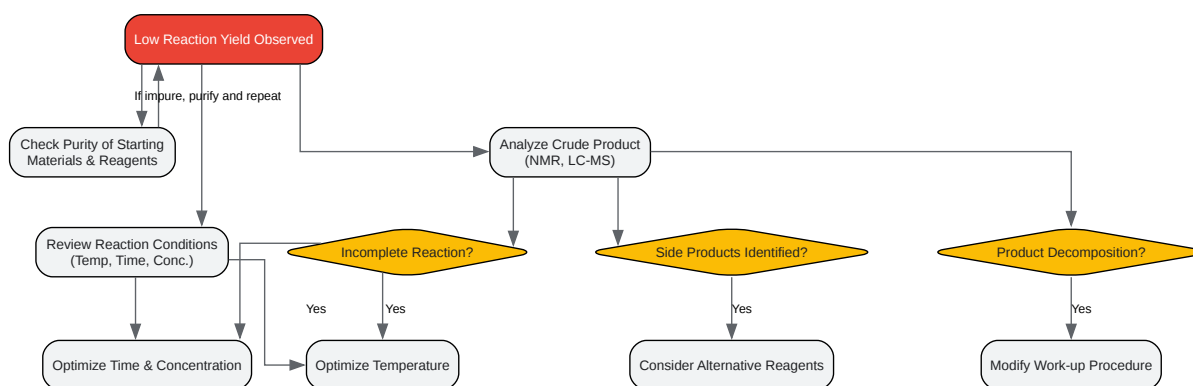 Low Reaction Yield Observed
If impure, purify and repeat
Check Purity of Starting
Materials & Reagents
Analyze Crude Product
(NMR, LC-MS)
Review Reaction Conditions
(Temp, Time, Conc.)
Incomplete Reaction?
Side Products Identified?
Product Decomposition?
Yes
Yes
Yes
Yes
Optimize Time & Concentration
Optimize Temperature
Consider Alternative Reagents
Modify Work-up Procedure